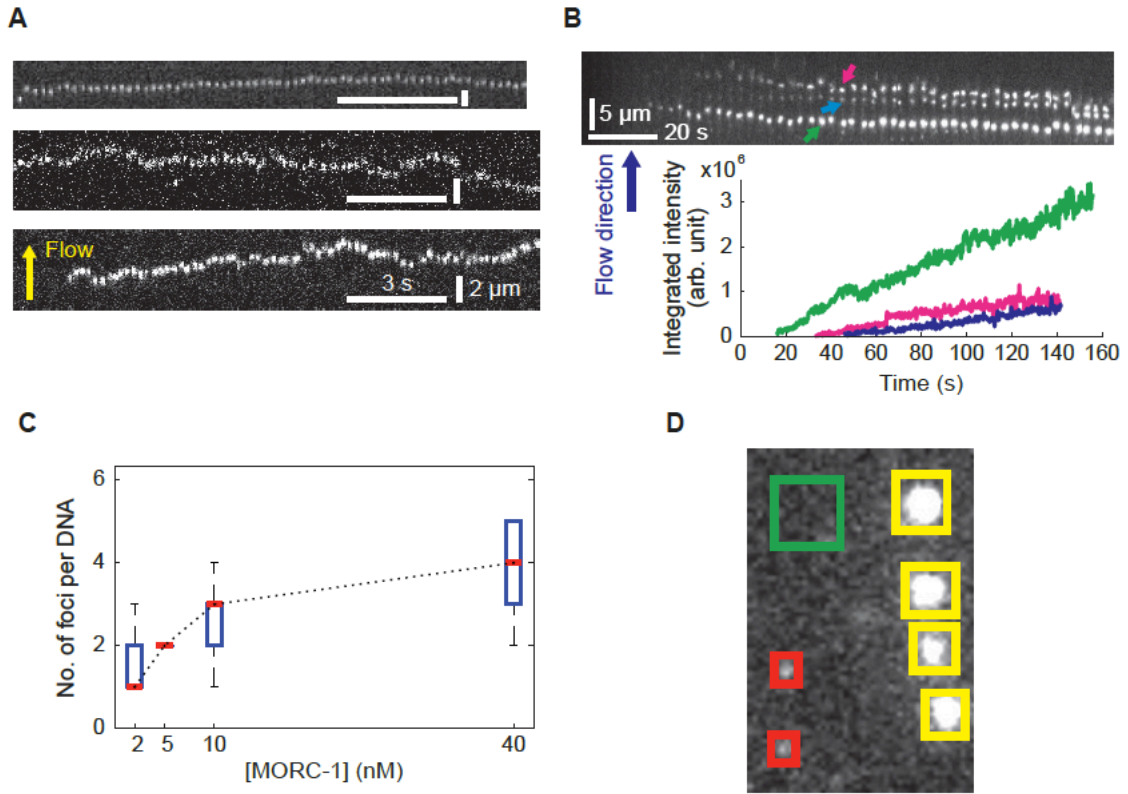 A
Flow
3 s
2 µm
B
5 µm
20 s
Flow direction
Integrated intensity
(arb. unit)
x10⁶
3
2
1
0
0 20 40 60 80 100 120 140 160
Time (s)
C
No. of foci per DNA
6
4
2
0
2 5 10 40
[MORC-1] (nM)
D